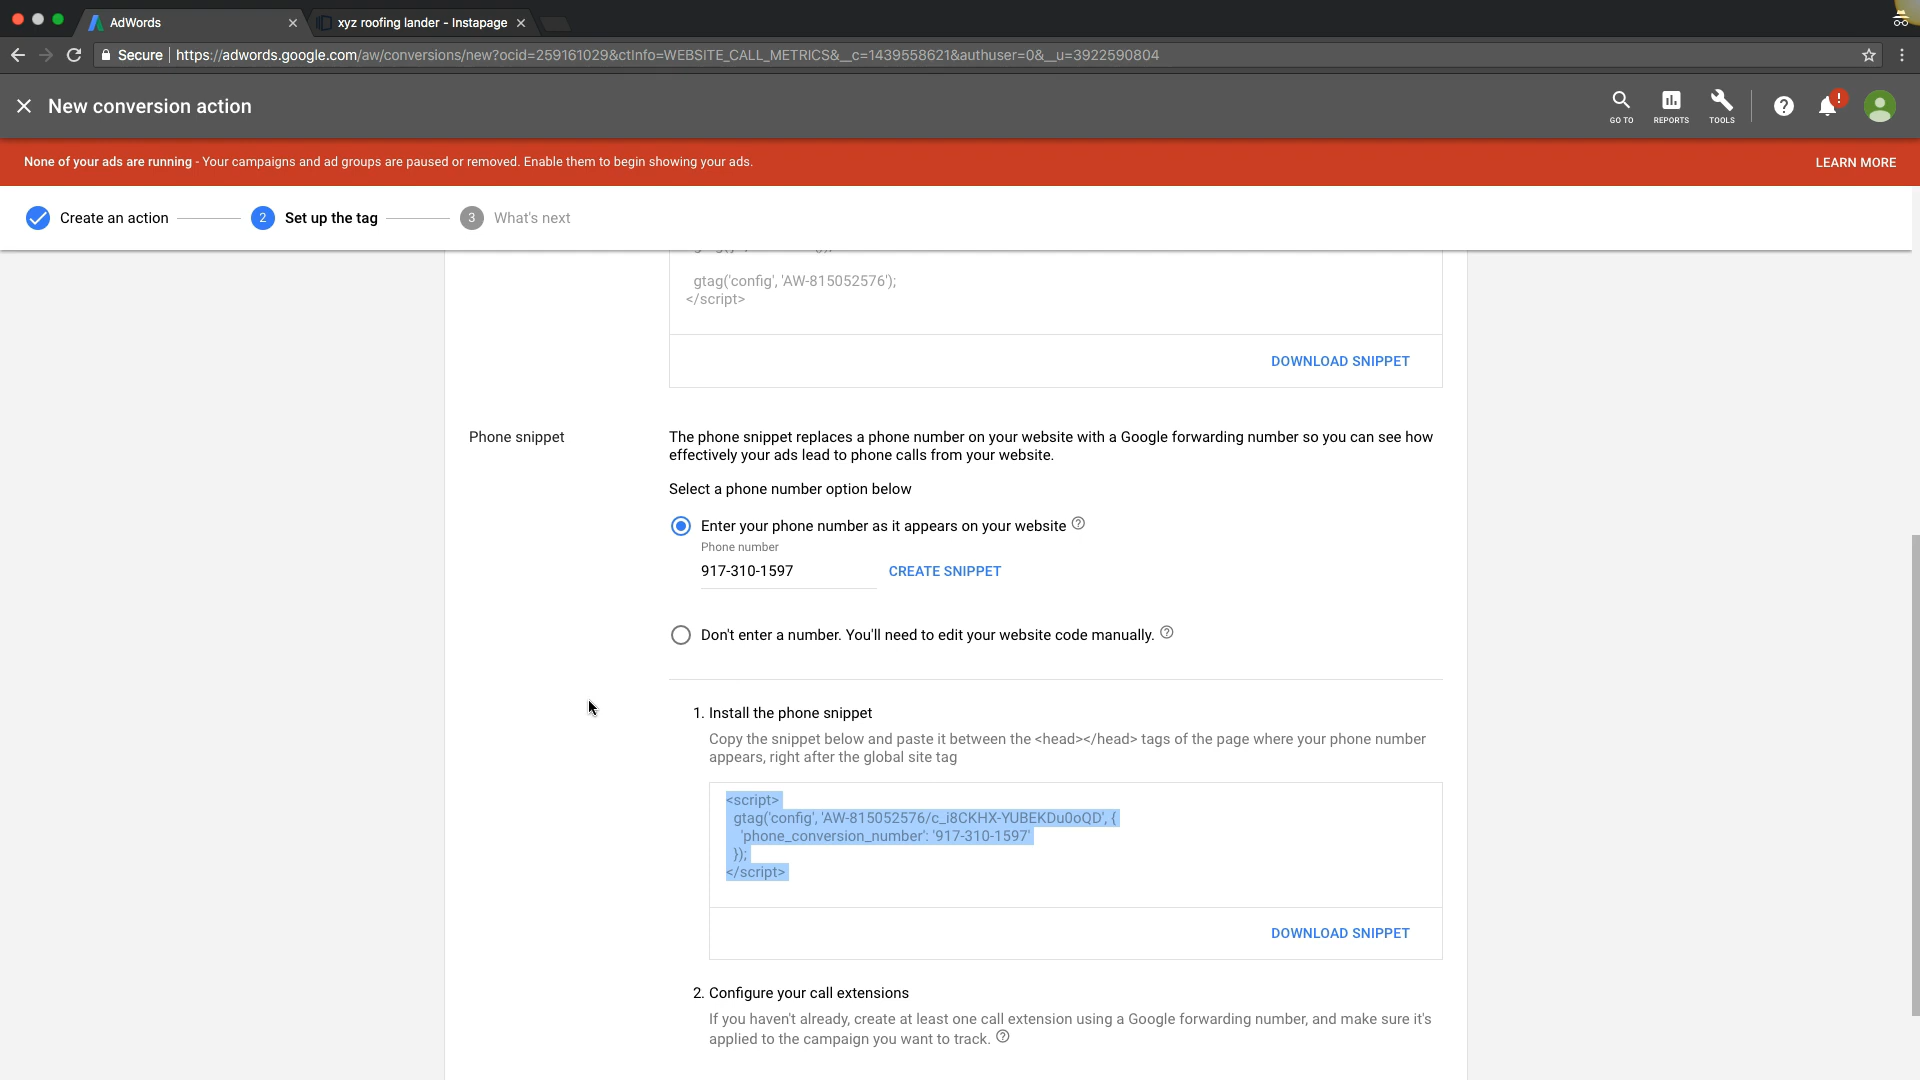 AdWords
xyz roofing lander - Instapage
Secure
https://adwords.google.com/aw/conversions/new?ocid=259161029&ctInfo=WEBSITE_CALL_METRICS&__c=1439558621&authuser=0&__u=3922590804
New conversion action
GO TO
REPORTS
TOOLS
!
None of your ads are running - Your campaigns and ad groups are paused or removed. Enable them to begin showing your ads.
LEARN MORE
Create an action
2 Set up the tag
3 What's next
gtag('config', 'AW-815052576');
</script>
DOWNLOAD SNIPPET
Phone snippet
The phone snippet replaces a phone number on your website with a Google forwarding number so you can see how
effectively your ads lead to phone calls from your website.
Select a phone number option below
Enter your phone number as it appears on your website ?
Phone number
917-310-1597
CREATE SNIPPET
Don't enter a number. You'll need to edit your website code manually. ?
1. Install the phone snippet
Copy the snippet below and paste it between the <head></head> tags of the page where your phone number
appears, right after the global site tag
<script>
gtag('config', 'AW-815052576/c_i8CKHX-YUBEKDu0oQD', {
'phone_conversion_number': '917-310-1597'
});
</script>
DOWNLOAD SNIPPET
2. Configure your call extensions
If you haven't already, create at least one call extension using a Google forwarding number, and make sure it's
applied to the campaign you want to track. ?